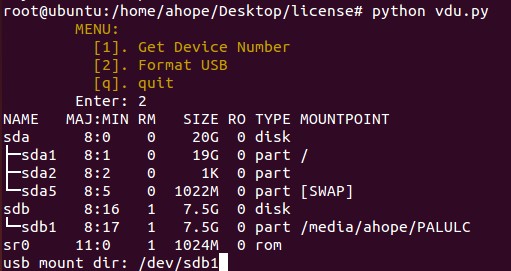 root@ubuntu:/home/ahope/Desktop/license# python vdu.py
MENU:
[1]. Get Device Number
[2]. Format USB
[q]. quit
Enter: 2
NAME   MAJ:MIN RM   SIZE RO TYPE MOUNTPOINT
sda      8:0    0    20G  0 disk
├─sda1   8:1    0    19G  0 part /
├─sda2   8:2    0     1K  0 part
└─sda5   8:5    0  1022M  0 part [SWAP]
sdb      8:16   1   7.5G  0 disk
└─sdb1   8:17   1   7.5G  0 part /media/ahope/PALULC
sr0     11:0    1  1024M  0 rom
usb mount dir: /dev/sdb1